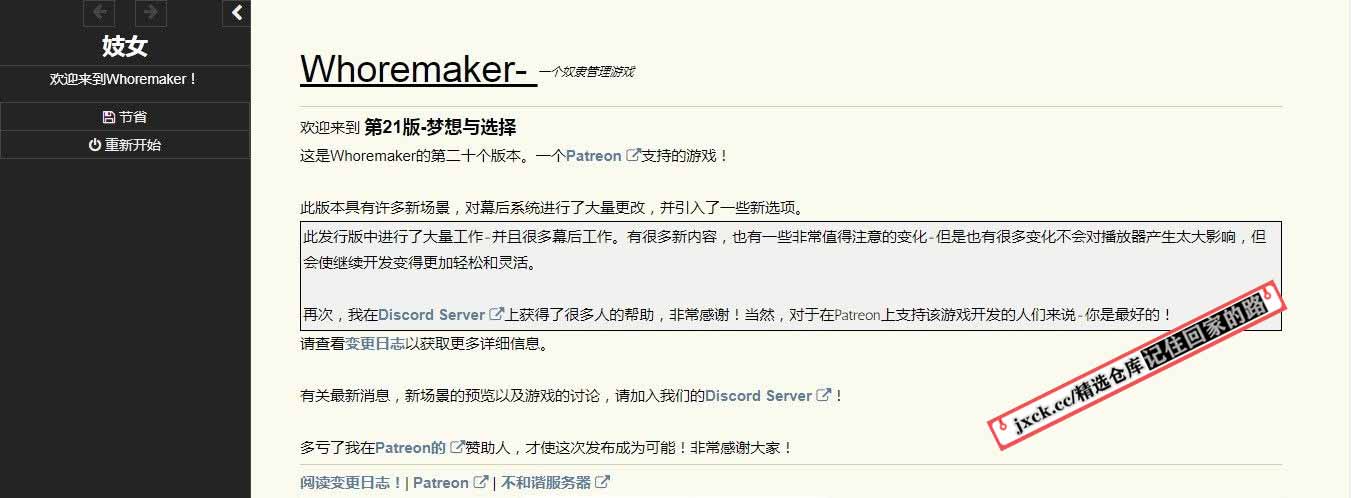 妓女
欢迎来到Whoremaker！
节省
重新开始
Whoremaker- 一个奴隶管理游戏
欢迎来到 第21版-梦想与选择
这是Whoremaker的第二十个版本。一个Patreon 支持的游戏！
此版本具有许多新场景，对幕后系统进行了大量更改，并引入了一些新选项。
此发行版中进行了大量工作-并且很多幕后工作。有很多新内容，也有一些非常值得注意的变化-但是也有很多变化不会对播放器产生太大影响，但
会使继续开发变得更加轻松和灵活。
再次，我在Discord Server 上获得了很多人的帮助，非常感谢！当然，对于在Patreon上支持该游戏开发的人们来说-你是最好的！
请查看变更日志以获取更多详细信息。
有关最新消息，新场景的预览以及游戏的讨论，请加入我们的Discord Server ！
多亏了我在Patreon的 赞助人，才使这次发布成为可能！非常感谢大家！
阅读变更日志！| Patreon | 不和谐服务器
jxck.cc/精选仓库记住回家的路